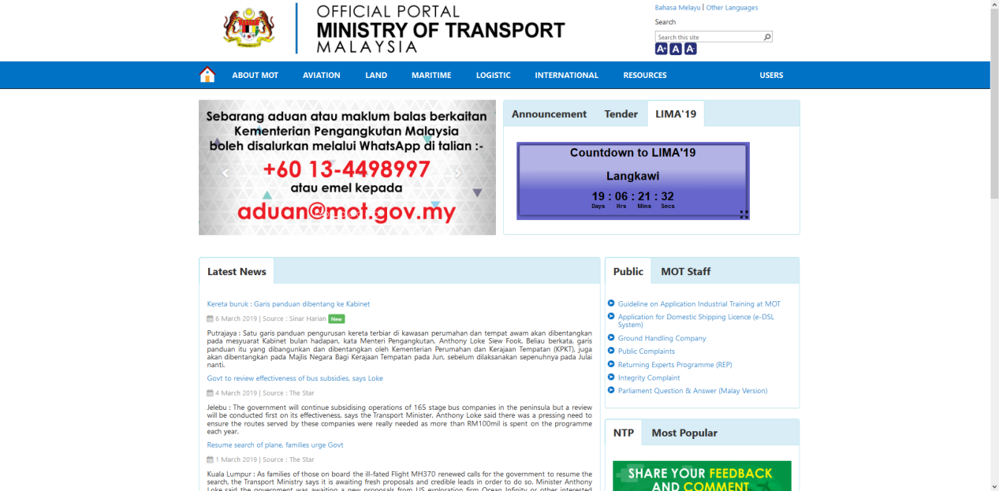 OFFICIAL PORTAL
MINISTRY OF TRANSPORT
MALAYSIA
Bahasa Melayu | Other Languages
Search
Search this site
A+ A A-
ABOUT MOT AVIATION LAND MARITIME LOGISTIC INTERNATIONAL RESOURCES USERS
Sebarang aduan atau maklum balas berkaitan
Kementerian Pengangkutan Malaysia
boleh disalurkan melalui WhatsApp di talian :-
+60 13-4498997
atau emel kepada
aduan@mot.gov.my
Announcement Tender LIMA'19
Countdown to LIMA'19
Langkawi
19 : 06 : 21 : 32
Days Hrs Mins Secs
Latest News
Kereta buruk : Garis panduan dibentang ke Kabinet
6 March 2019 | Source : Sinar Harian New
Putrajaya : Satu garis panduan pengurusan kereta terbiar di kawasan perumahan dan tempat awam akan dibentangkan
pada mesyuarat Kabinet bulan hadapan, kata Menteri Pengangkutan, Anthony Loke Siew Fook. Beliau berkata, garis
panduan itu yang dibangunkan dan dibentangkan oleh Kementerian Perumahan dan Kerajaan Tempatan (KPKT), juga
akan dibentangkan pada Majlis Negara Bagi Kerajaan Tempatan pada Jun, sebelum dilaksanakan sepenuhnya pada Julai
nanti.
Govt to review effectiveness of bus subsidies, says Loke
4 March 2019 | Source : The Star
Jelebu : The government will continue subsidising operations of 165 stage bus companies in the peninsula but a review
will be conducted first on its effectiveness, says the Transport Minister. Anthony Loke said there was a pressing need to
ensure the routes served by these companies were really needed as more than RM100mil is spent on the programme
each year.
Resume search of plane, families urge Govt
1 March 2019 | Source : The Star
Kuala Lumpur : As families of those on board the ill-fated Flight MH370 renewed calls for the government to resume the
search, the Transport Ministry says it is awaiting fresh proposals and credible leads in order to do so. Minister Anthony
Loke said the government was awaiting a new proposals from US exploration firm Ocean Infinity or other interested
Public MOT Staff
Guideline on Application Industrial Training at MOT
Application for Domestic Shipping Licence (e-DSL
System)
Ground Handling Company
Public Complaints
Returning Experts Programme (REP)
Integrity Complaint
Parliament Question & Answer (Malay Version)
NTP Most Popular
SHARE YOUR FEEDBACK
AND COMMENT